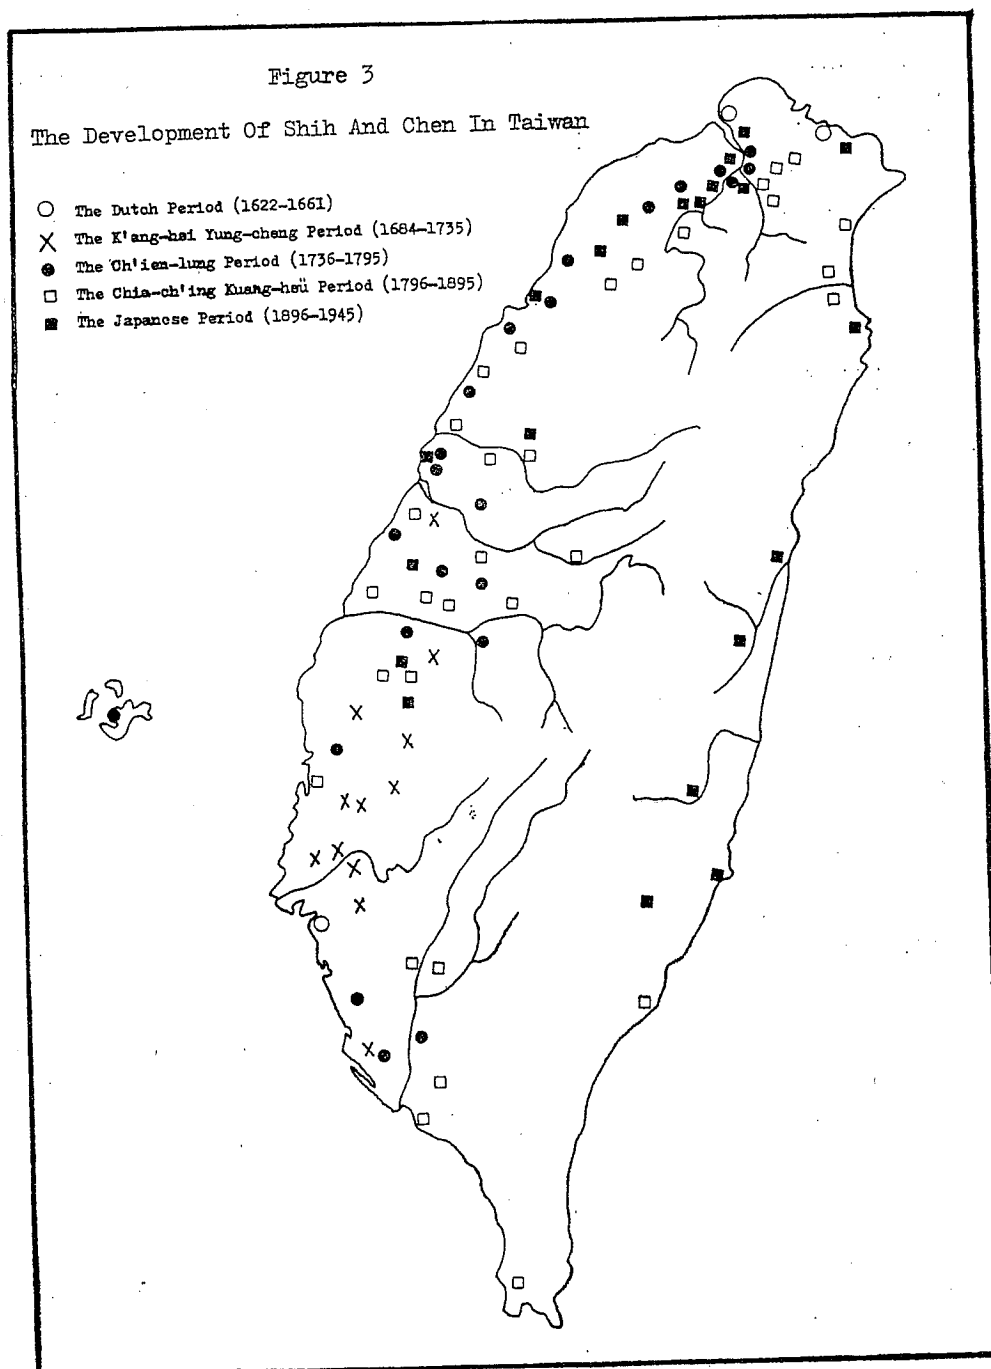 Figure 3
The Development Of Shih And Chen In Taiwan
The Dutch Period (1622-1661)
The K'ang-hsi Yung-cheng Period (1684-1735)
The Ch'ien-lung Period (1736-1795)
The Chia-ch'ing Kuang-hsü Period (1796-1895)
The Japanese Period (1896-1945)